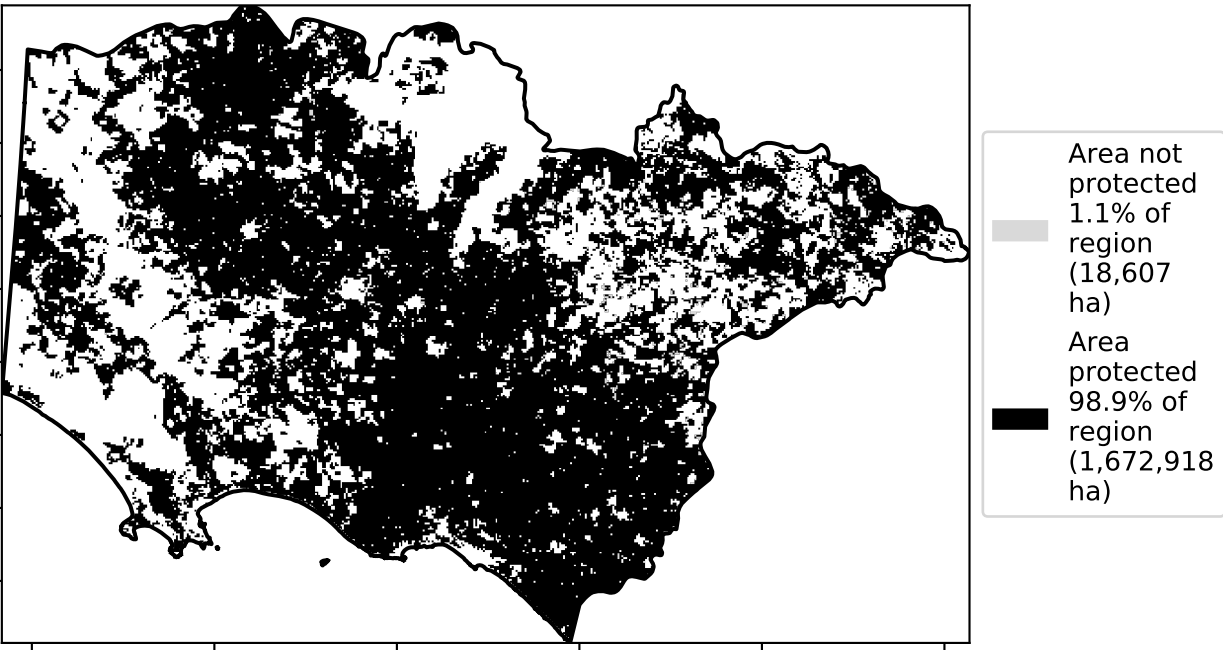 Area not
protected
1.1% of
region
(18,607
ha)
Area
protected
98.9% of
region
(1,672,918
ha)